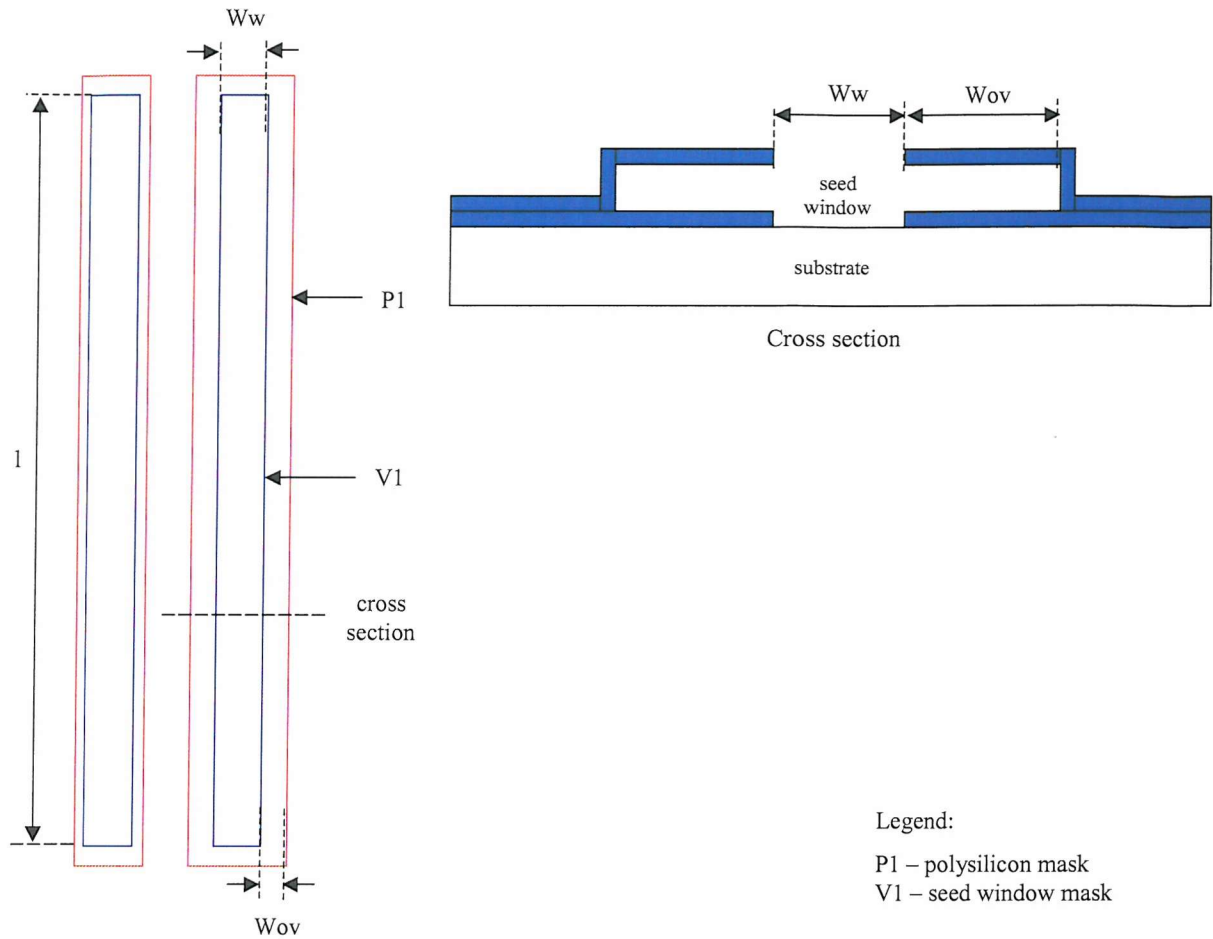 Ww
l
P1
V1
cross
section
Wov
Ww
Wov
seed
window
substrate
Cross section
Legend:
P1 – polysilicon mask
V1 – seed window mask